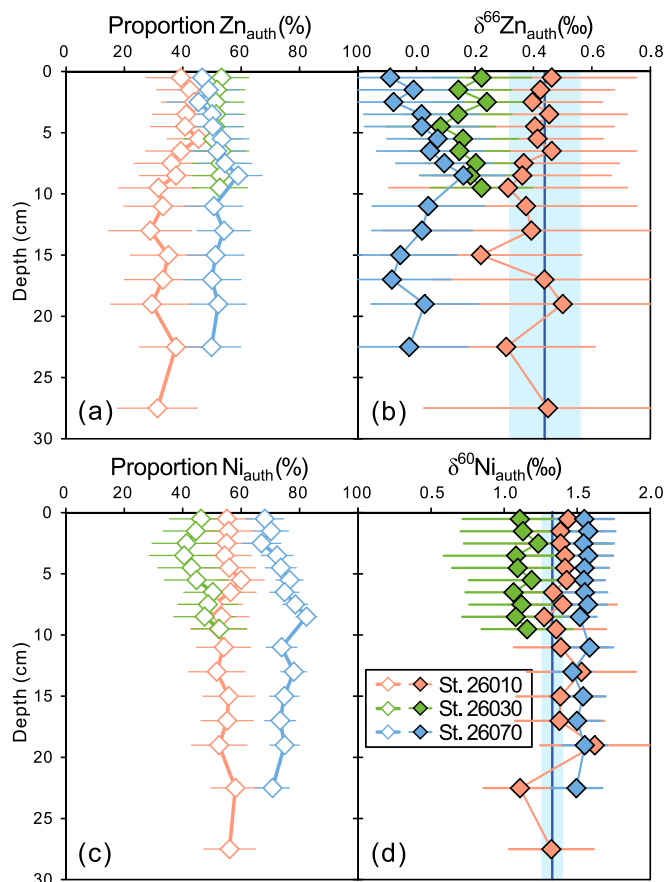 Proportion Zn_auth(%)
δ66Zn_auth(‰)
0 20 40 60 80 100 0.0 0.2 0.4 0.6 0.8
0
5
10
15
20
25
30
Depth (cm)
(a)
(b)
Proportion Ni_auth(%)
δ60Ni_auth(‰)
0 20 40 60 80 100 0.5 1.0 1.5 2.0
0
5
10
15
20
25
30
Depth (cm)
St. 26010
St. 26030
St. 26070
(c)
(d)